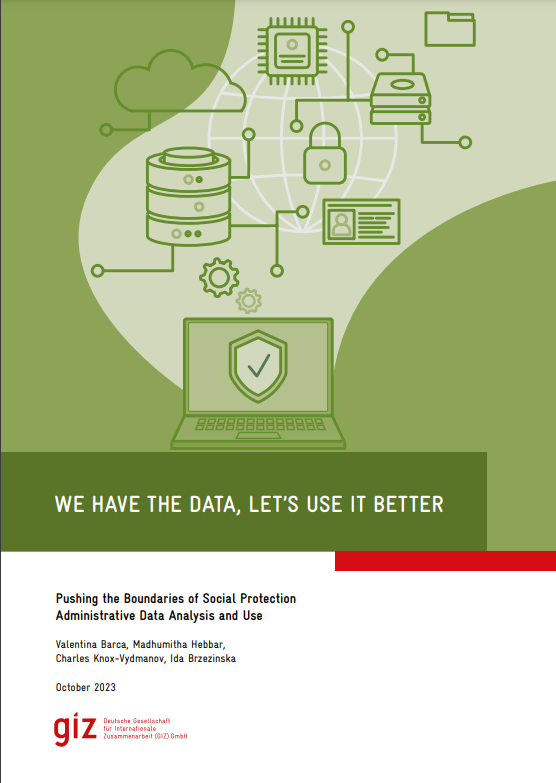 WE HAVE THE DATA, LET'S USE IT BETTER
Pushing the Boundaries of Social Protection
Administrative Data Analysis and Use
Valentina Barca, Madhumitha Hebbar,
Charles Knox-Vydmanov, Ida Brzezinska
October 2023
giz
Deutsche Gesellschaft
für Internationale
Zusammenarbeit (GIZ) GmbH